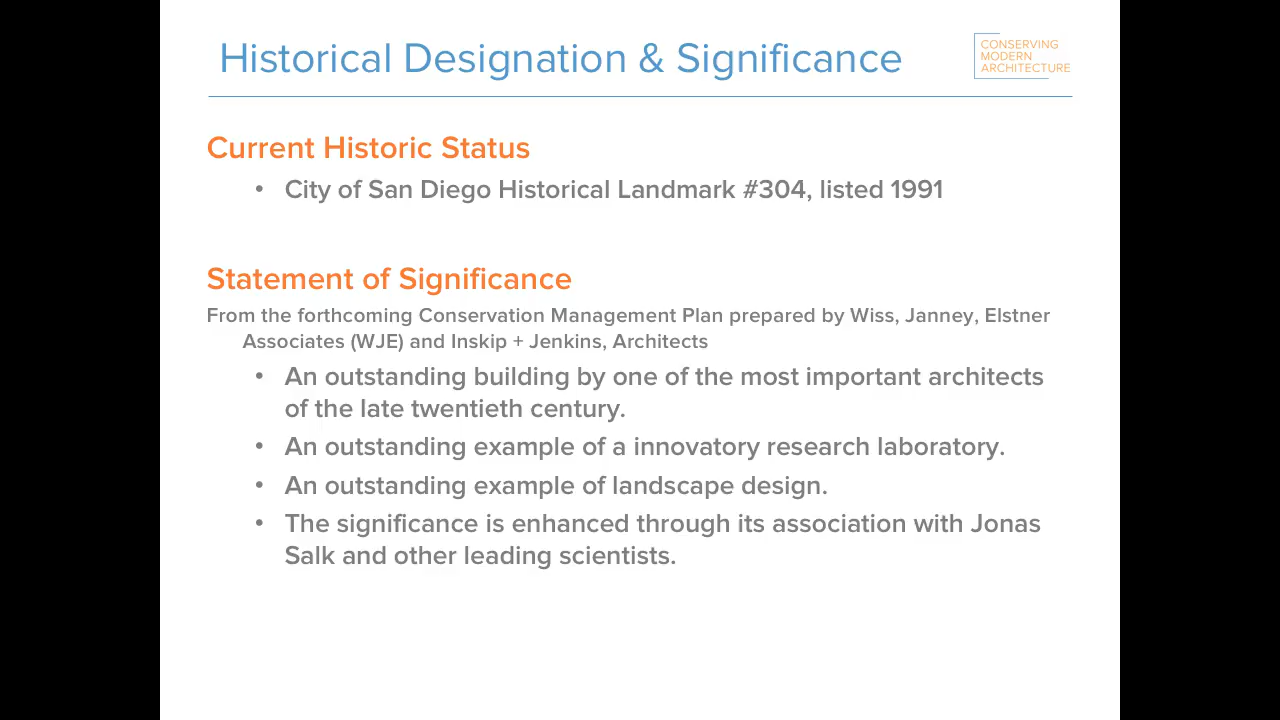 Historical Designation & Significance
CONSERVING
MODERN
ARCHITECTURE
Current Historic Status
• City of San Diego Historical Landmark #304, listed 1991
Statement of Significance
From the forthcoming Conservation Management Plan prepared by Wiss, Janney, Elstner
Associates (WJE) and Inskip + Jenkins, Architects
• An outstanding building by one of the most important architects
of the late twentieth century.
• An outstanding example of a innovatory research laboratory.
• An outstanding example of landscape design.
• The significance is enhanced through its association with Jonas
Salk and other leading scientists.